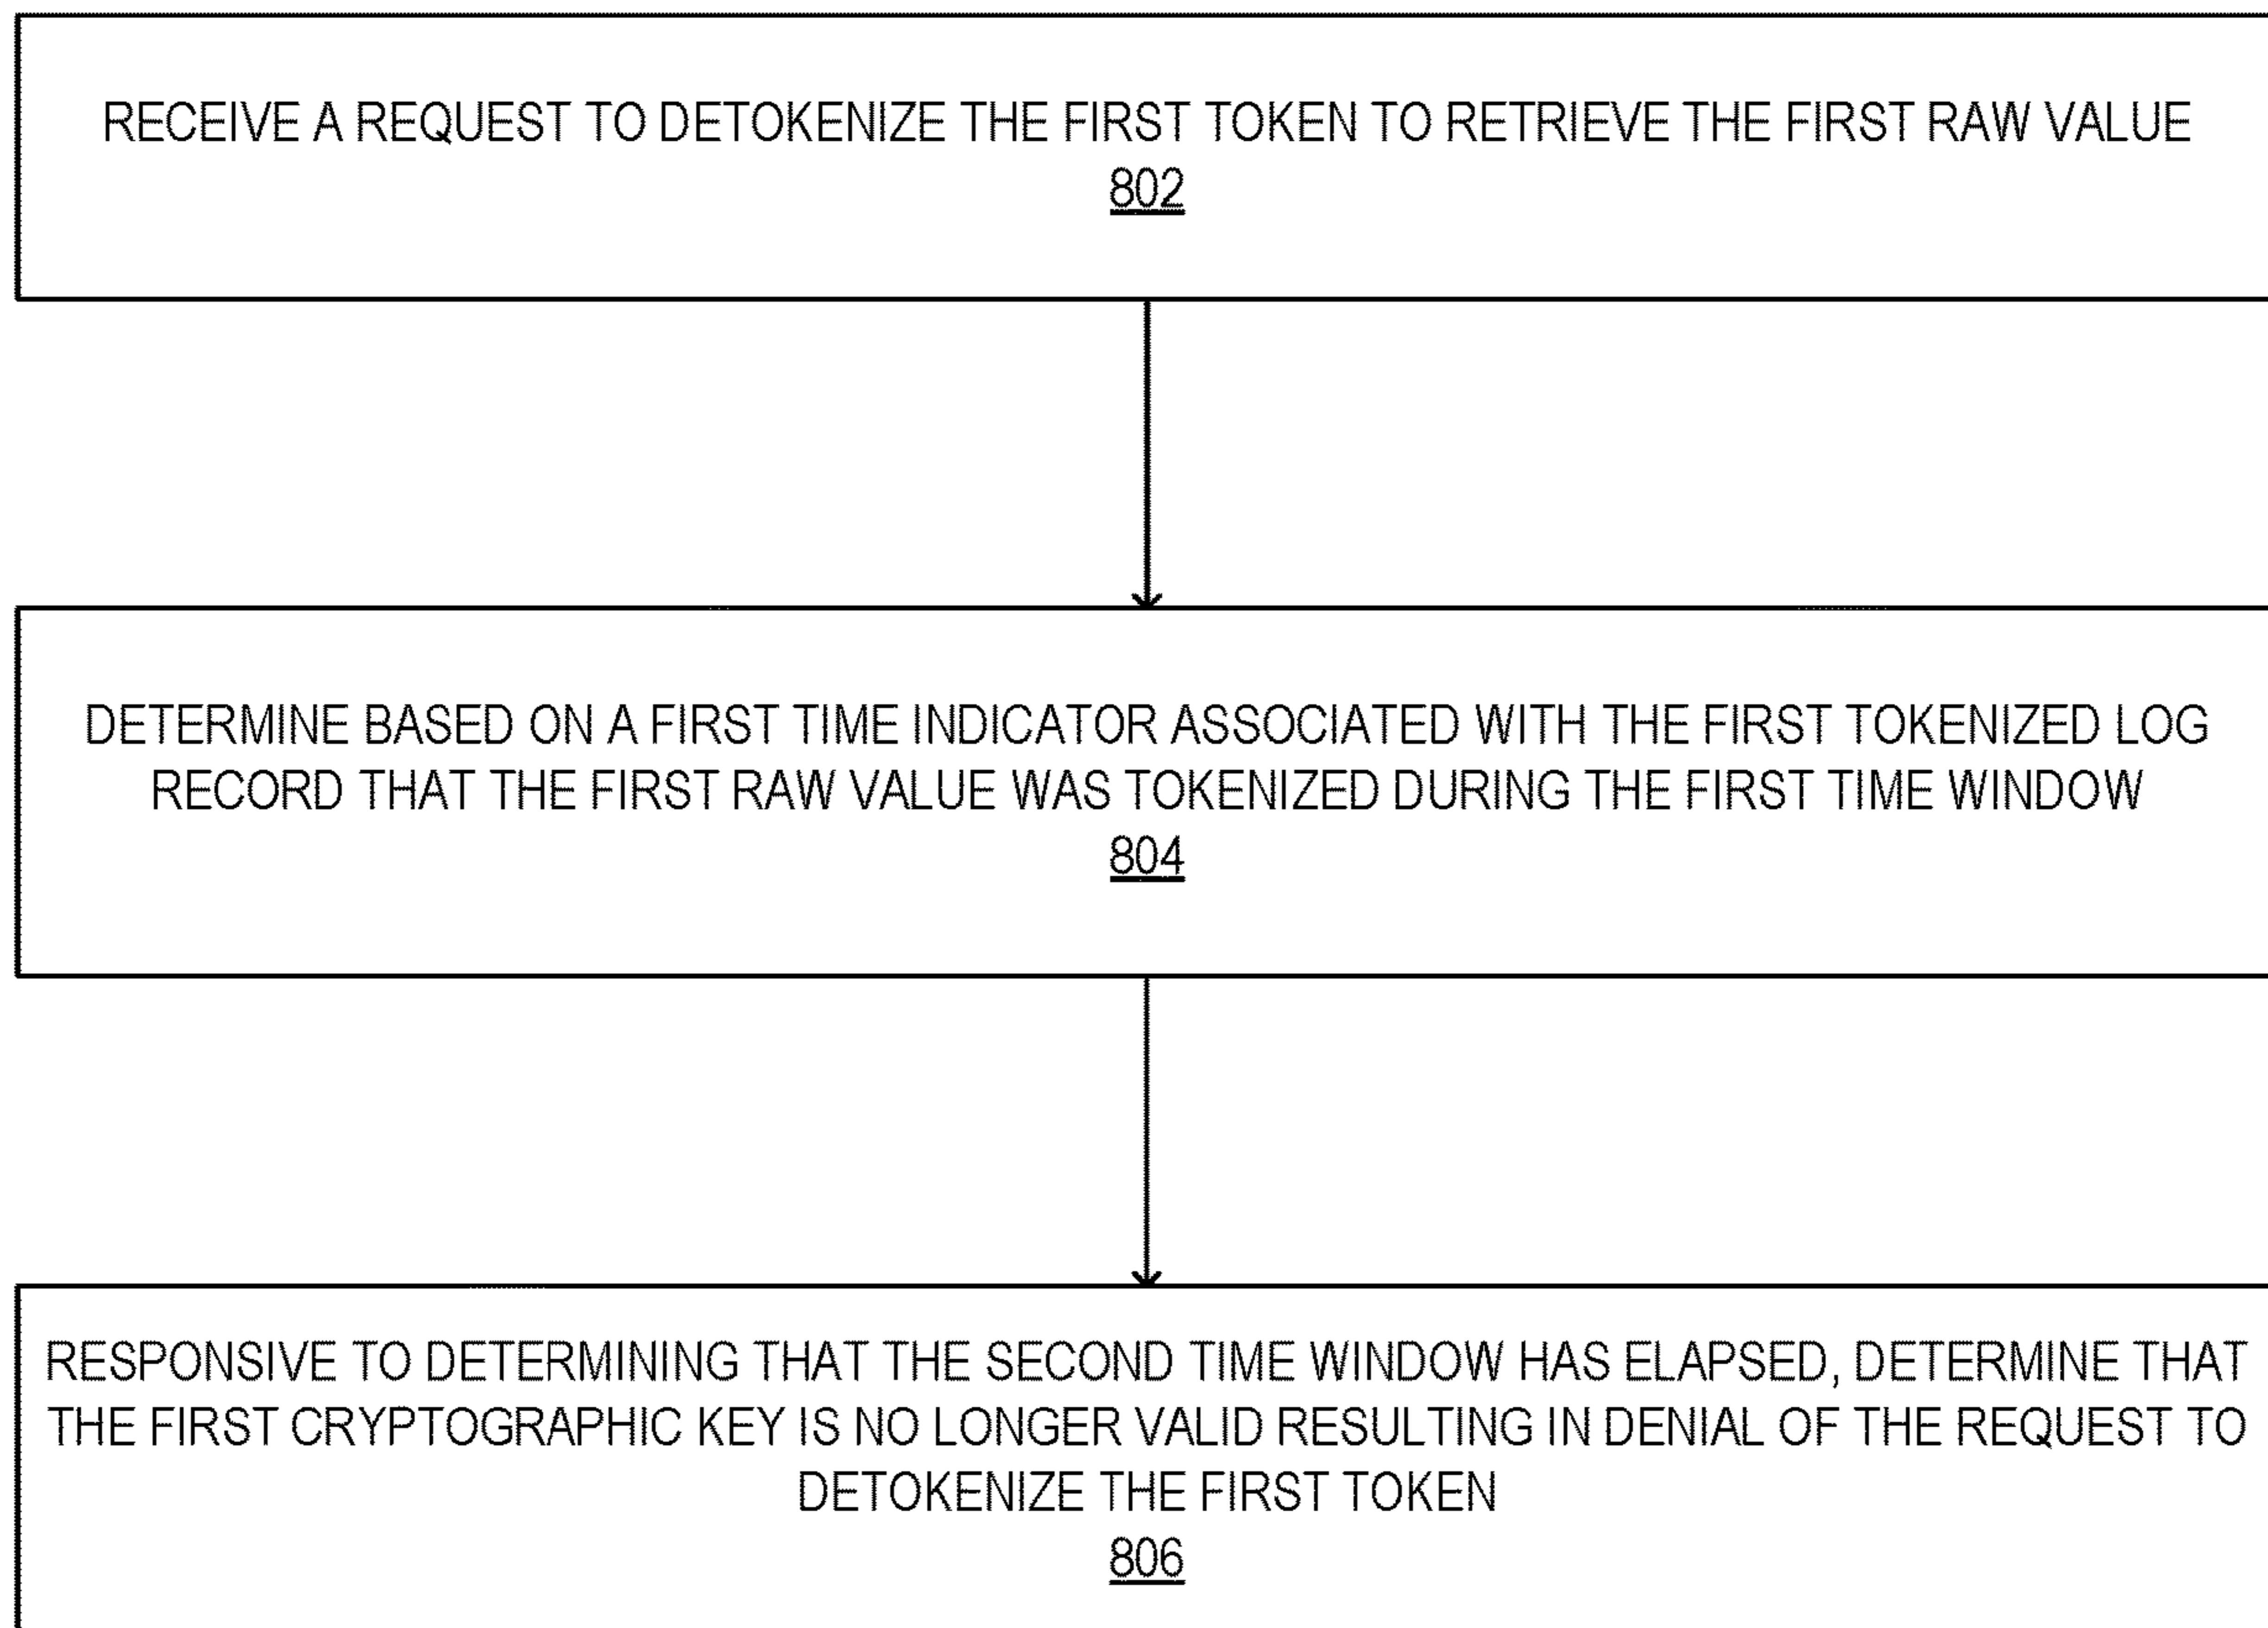 RECEIVE A REQUEST TO DETOKENIZE THE FIRST TOKEN TO RETRIEVE THE FIRST RAW VALUE
802
DETERMINE BASED ON A FIRST TIME INDICATOR ASSOCIATED WITH THE FIRST TOKENIZED LOG
RECORD THAT THE FIRST RAW VALUE WAS TOKENIZED DURING THE FIRST TIME WINDOW
804
RESPONSIVE TO DETERMINING THAT THE SECOND TIME WINDOW HAS ELAPSED, DETERMINE THAT
THE FIRST CRYPTOGRAPHIC KEY IS NO LONGER VALID RESULTING IN DENIAL OF THE REQUEST TO
DETOKENIZE THE FIRST TOKEN
806